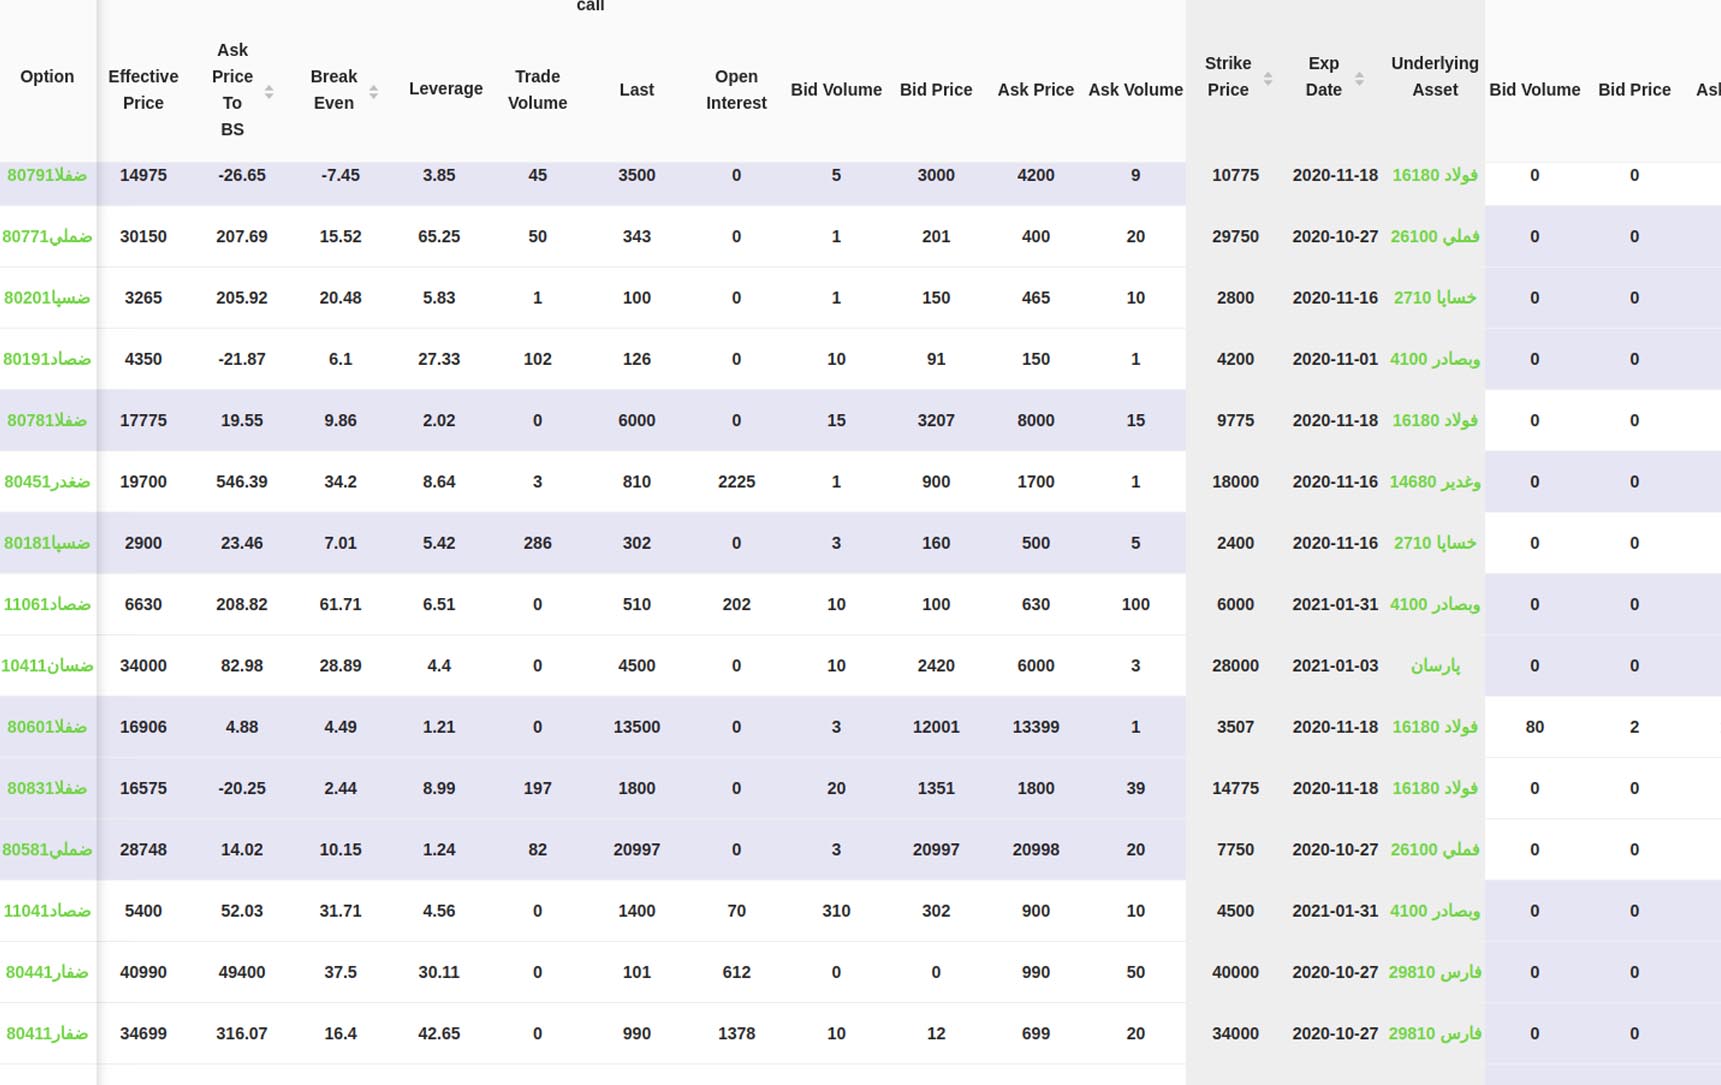 call
Option Effective Price Ask Price To BS Break Even Leverage Trade Volume Last Open Interest Bid Volume Bid Price Ask Price Ask Volume Strike Price Exp Date Underlying Asset Bid Volume Bid Price
ضفلا80791 14975 -26.65 -7.45 3.85 45 3500 0 5 3000 4200 9 10775 2020-11-18 فولاد 16180 0 0
ضملي80771 30150 207.69 15.52 65.25 50 343 0 1 201 400 20 29750 2020-10-27 فملي 26100 0 0
ضسپا80201 3265 205.92 20.48 5.83 1 100 0 1 150 465 10 2800 2020-11-16 خساپا 2710 0 0
ضصاد80191 4350 -21.87 6.1 27.33 102 126 0 10 91 150 1 4200 2020-11-01 وبصادر 4100 0 0
ضفلا80781 17775 19.55 9.86 2.02 0 6000 0 15 3207 8000 15 9775 2020-11-18 فولاد 16180 0 0
ضغدر80451 19700 546.39 34.2 8.64 3 810 2225 1 900 1700 1 18000 2020-11-16 وغدير 14680 0 0
ضسپا80181 2900 23.46 7.01 5.42 286 302 0 3 160 500 5 2400 2020-11-16 خساپا 2710 0 0
ضصاد11061 6630 208.82 61.71 6.51 0 510 202 10 100 630 100 6000 2021-01-31 وبصادر 4100 0 0
ضسان10411 34000 82.98 28.89 4.4 0 4500 0 10 2420 6000 3 28000 2021-01-03 پارسان 0 0
ضفلا80601 16906 4.88 4.49 1.21 0 13500 0 3 12001 13399 1 3507 2020-11-18 فولاد 16180 80 2
ضفلا80831 16575 -20.25 2.44 8.99 197 1800 0 20 1351 1800 39 14775 2020-11-18 فولاد 16180 0 0
ضملي80581 28748 14.02 10.15 1.24 82 20997 0 3 20997 20998 20 7750 2020-10-27 فملي 26100 0 0
ضصاد11041 5400 52.03 31.71 4.56 0 1400 70 310 302 900 10 4500 2021-01-31 وبصادر 4100 0 0
ضفار80441 40990 49400 37.5 30.11 0 101 612 0 0 990 50 40000 2020-10-27 فارس 29810 0 0
ضفار80411 34699 316.07 16.4 42.65 0 990 1378 10 12 699 20 34000 2020-10-27 فارس 29810 0 0